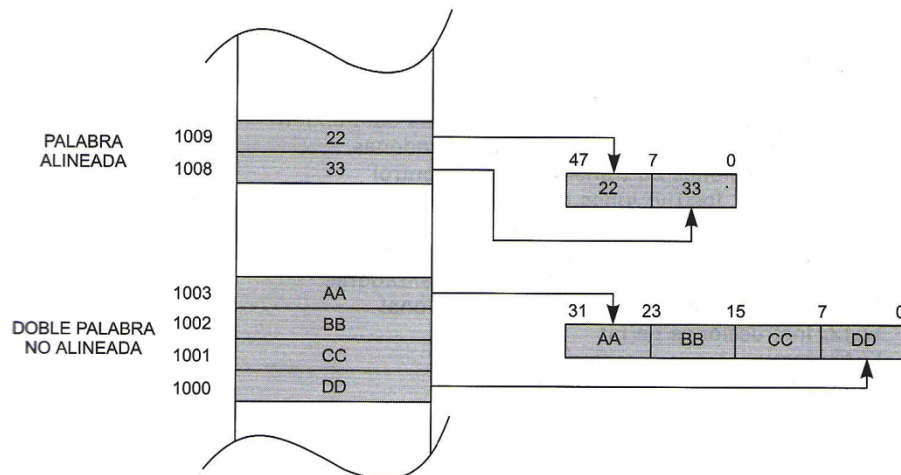 PALABRA
ALINEADA
1009
22
1008
33
47 7 0
22 33
DOBLE PALABRA
NO ALINEADA
1003
AA
1002
BB
1001
CC
1000
DD
31 23 15 7 0
AA BB CC DD